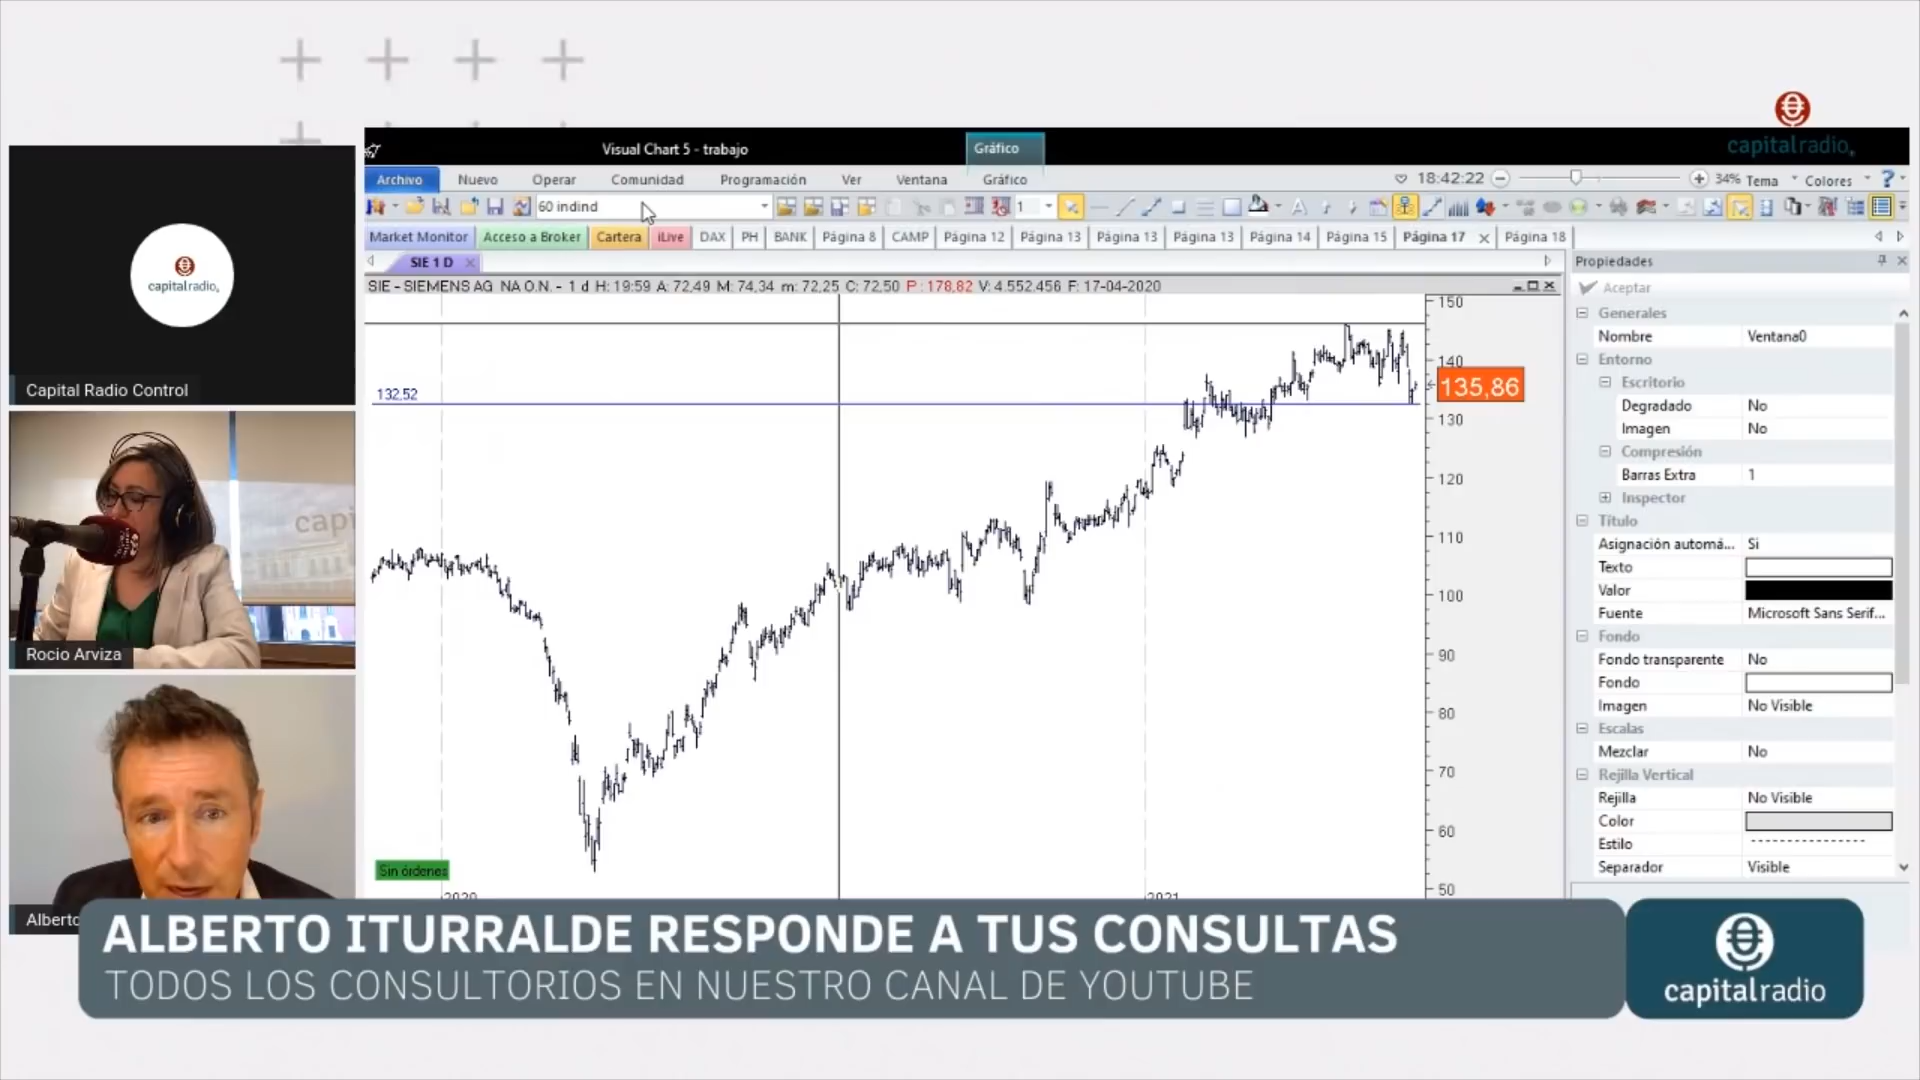 capitalradio
Visual Chart 5 - trabajo
Gráfico
Archivo Nuevo Operar Comunidad Programación Ver Ventana Gráfico
18:42:22 34% Tema Colores ?
60 indind 1
Market Monitor Acceso a Broker Cartera iLive DAX PH BANK Página 8 CAMP Página 12 Página 13 Página 13 Página 13 Página 14 Página 15 Página 17 Página 18
SIE 1 D
SIE - SIEMENS AG NA O.N. - 1 d H: 19:59 A: 72,49 M: 74,34 m: 72,25 C: 72,50 P: 178,82 V: 4.552.456 F: 17-04-2020
132,52
150
140
135,86
130
120
110
100
90
80
70
60
50
Sin órdenes
2020
2021
Propiedades
Aceptar
Generales
Nombre Ventana0
Entorno
Escritorio
Degradado No
Imagen No
Compresión
Barras Extra 1
Inspector
Título
Asignación automá... Si
Texto
Valor
Fuente Microsoft Sans Serif...
Fondo
Fondo transparente No
Fondo
Imagen No Visible
Escalas
Mezclar No
Rejilla Vertical
Rejilla No Visible
Color
Estilo
Separador Visible
capitalradio
Capital Radio Control
capi
Rocio Arviza
Alberto
ALBERTO ITURRALDE RESPONDE A TUS CONSULTAS
TODOS LOS CONSULTORIOS EN NUESTRO CANAL DE YOUTUBE
capitalradio